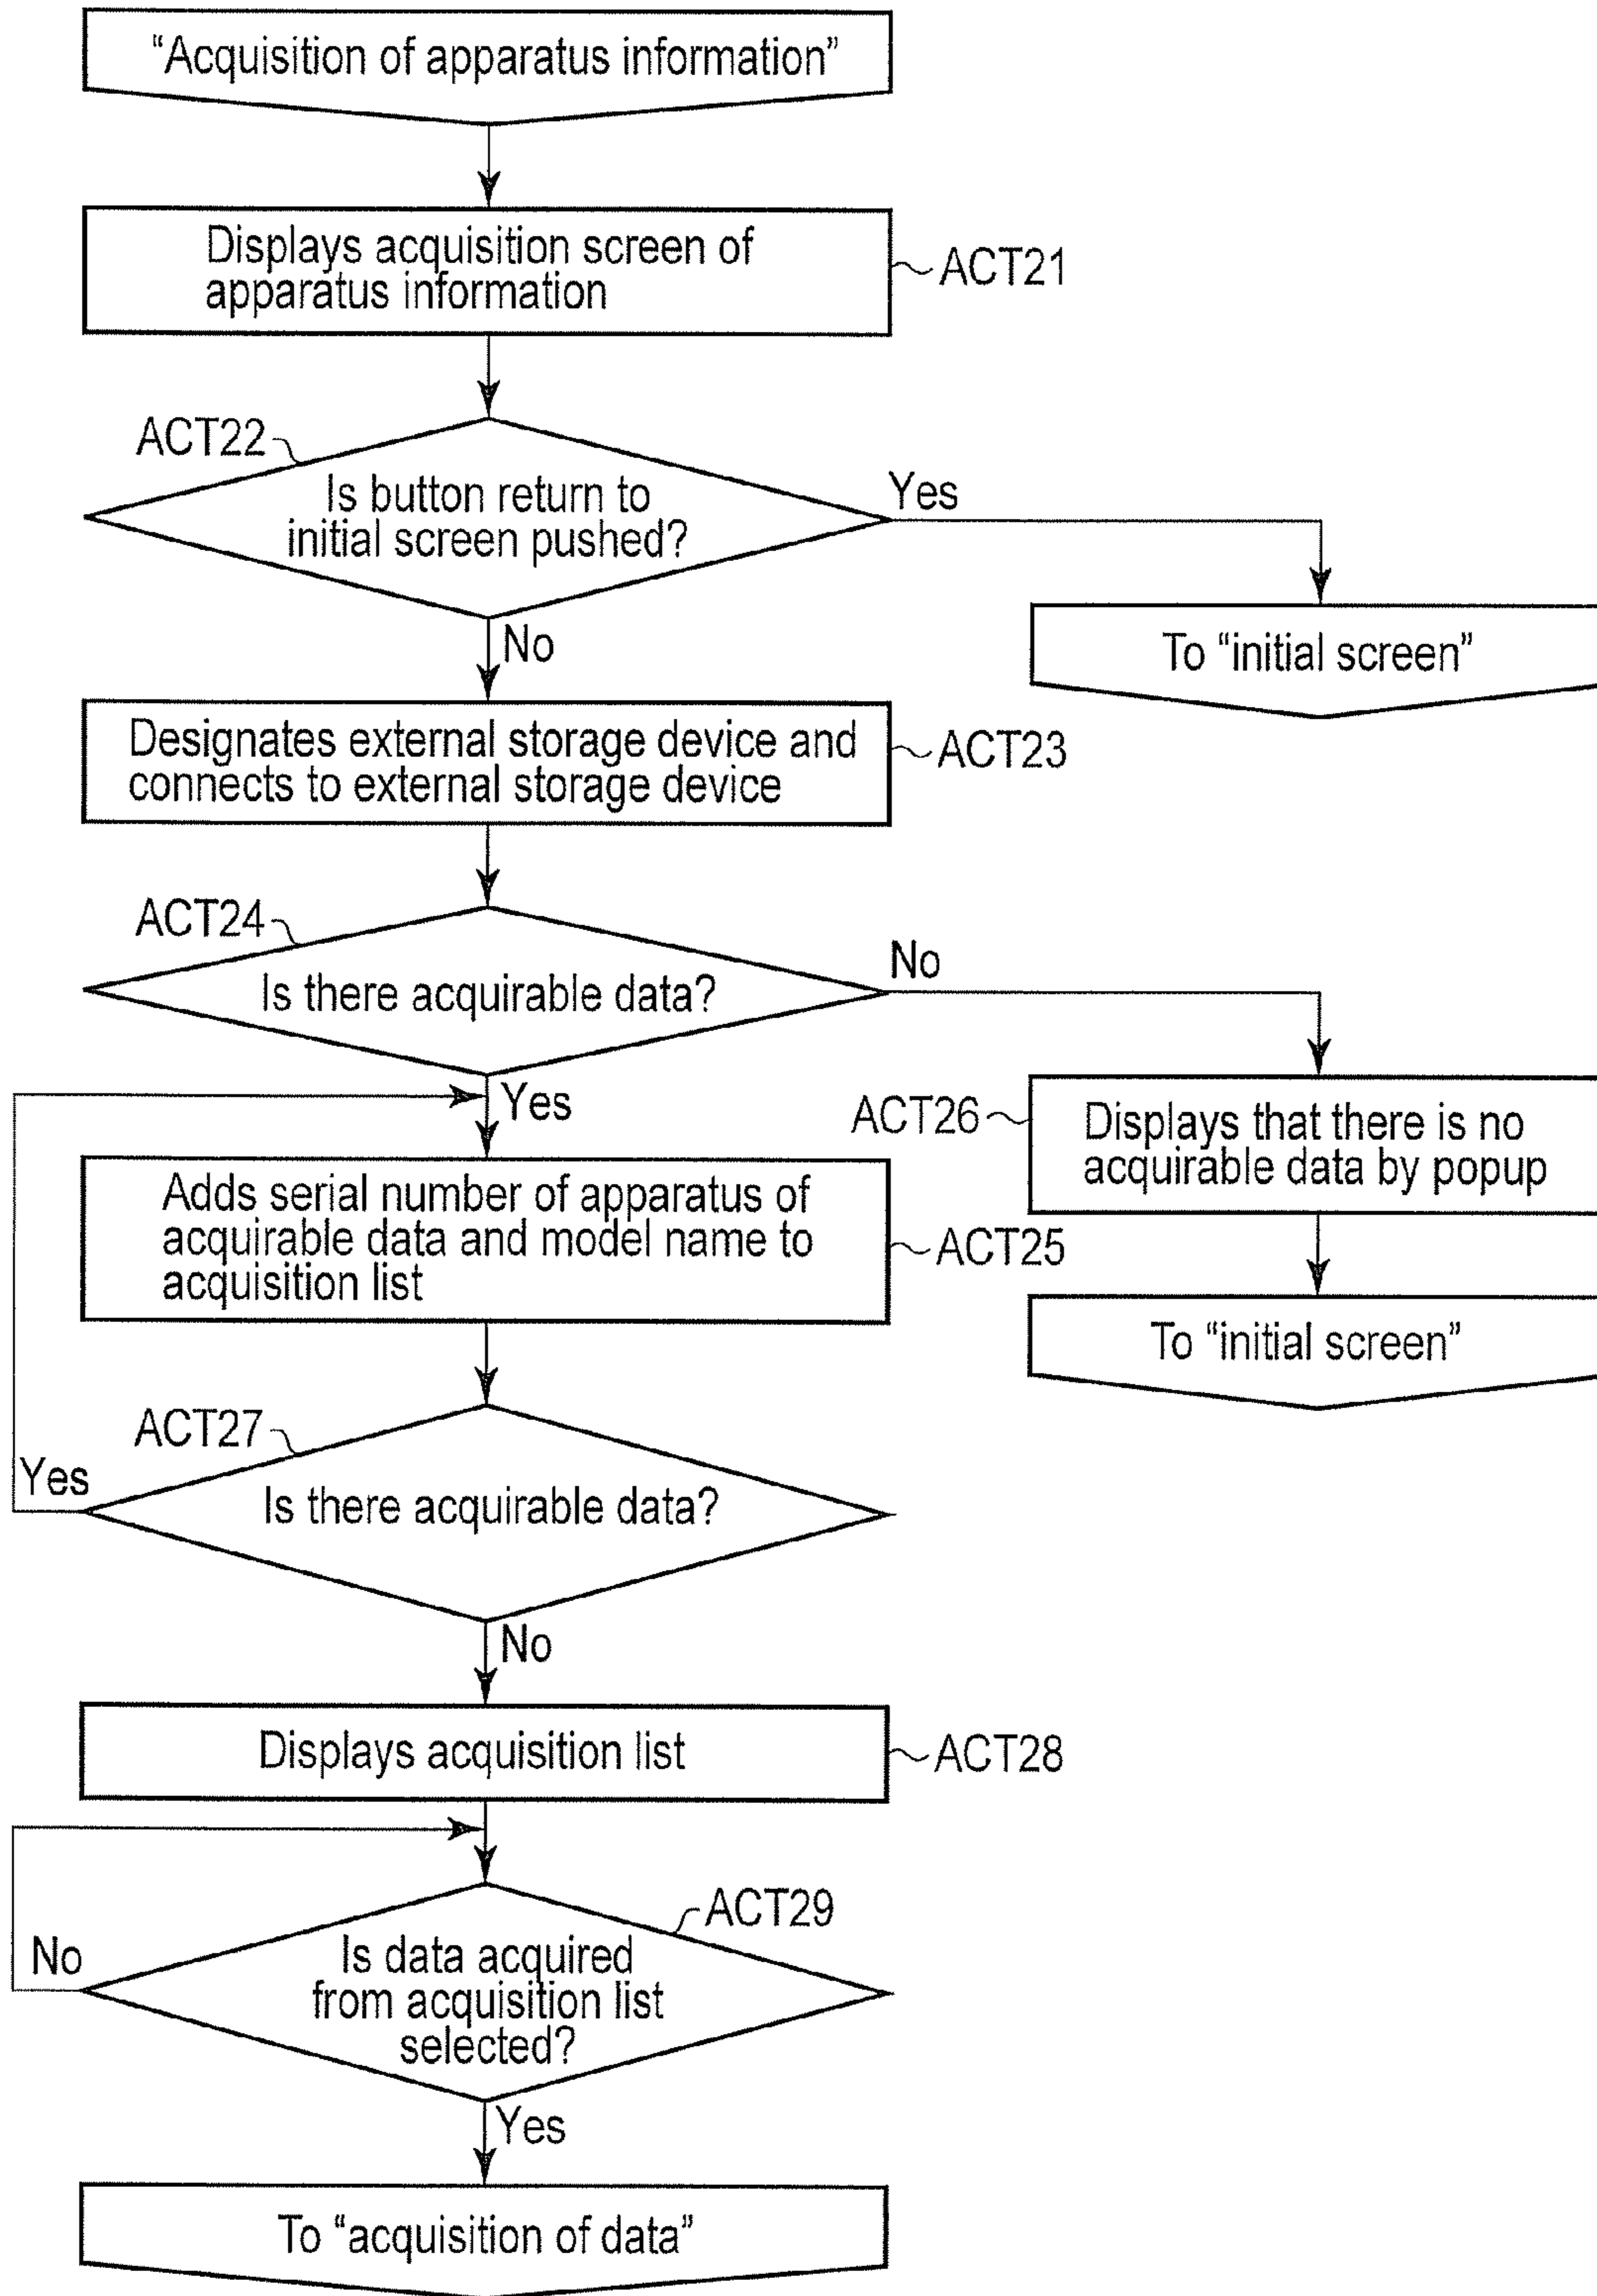 “Acquisition of apparatus information”
Displays acquisition screen of
apparatus information
ACT21
ACT22
Is button return to
initial screen pushed?
Yes
No
To “initial screen”
Designates external storage device and
connects to external storage device
ACT23
ACT24
Is there acquirable data?
No
Yes
ACT26
Displays that there is no
acquirable data by popup
Adds serial number of apparatus of
acquirable data and model name to
acquisition list
ACT25
To “initial screen”
ACT27
Yes
Is there acquirable data?
No
Displays acquisition list
ACT28
ACT29
No
Is data acquired
from acquisition list
selected?
Yes
To “acquisition of data”